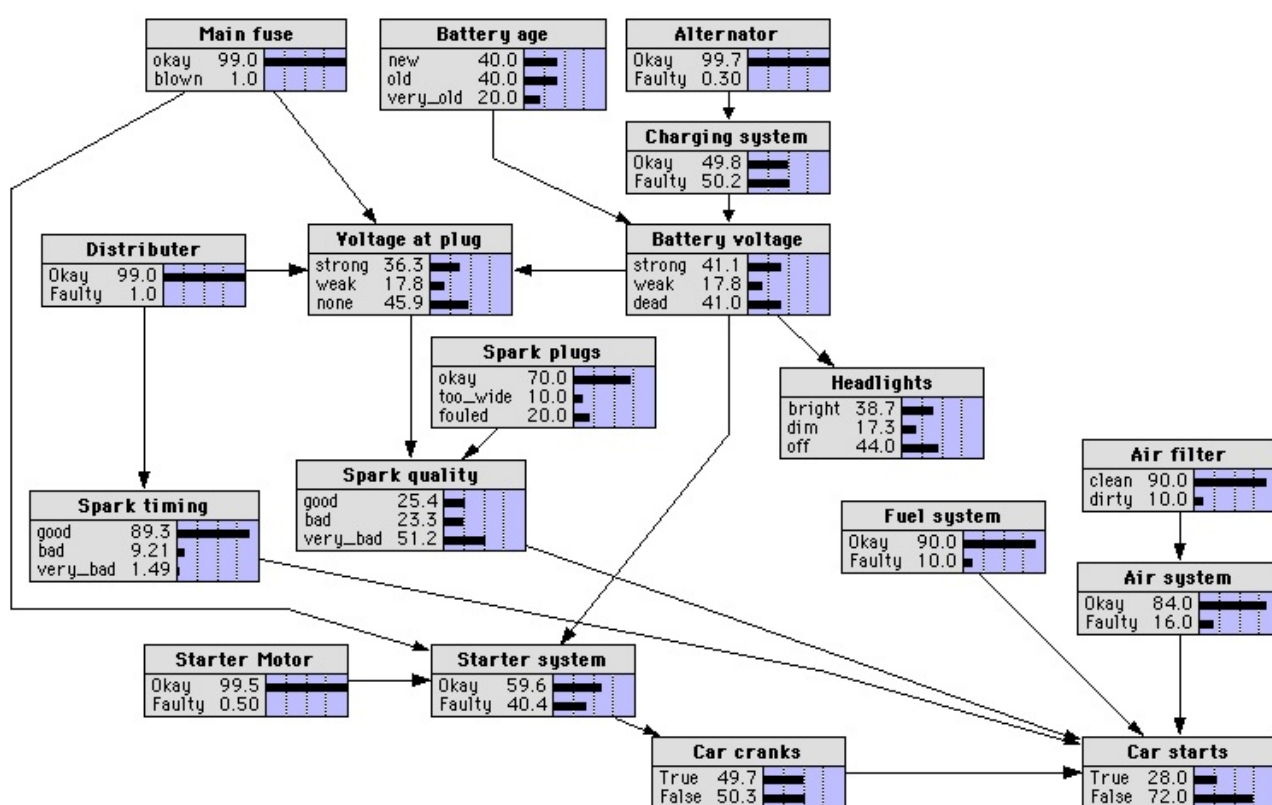 Main fuse
okay 99.0
blown 1.0
Battery age
new 40.0
old 40.0
very_old 20.0
Alternator
Okay 99.7
Faulty 0.30
Charging system
Okay 49.8
Faulty 50.2
Distributer
Okay 99.0
Faulty 1.0
Voltage at plug
strong 36.3
weak 17.8
none 45.9
Battery voltage
strong 41.1
weak 17.8
dead 41.0
Spark plugs
okay 70.0
too_wide 10.0
fouled 20.0
Headlights
bright 38.7
dim 17.3
off 44.0
Spark quality
good 25.4
bad 23.3
very_bad 51.2
Spark timing
good 89.3
bad 9.21
very_bad 1.49
Air filter
clean 90.0
dirty 10.0
Fuel system
Okay 90.0
Faulty 10.0
Air system
Okay 84.0
Faulty 16.0
Starter Motor
Okay 99.5
Faulty 0.50
Starter system
Okay 59.6
Faulty 40.4
Car cranks
True 49.7
False 50.3
Car starts
True 28.0
False 72.0